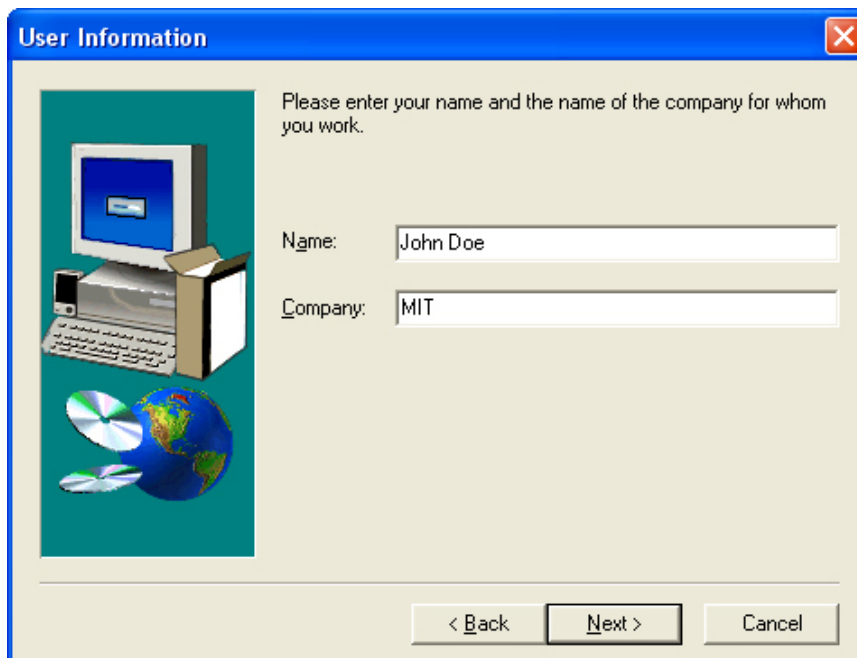 User Information
Please enter your name and the name of the company for whom
you work.
Name: John Doe
Company: MIT
< Back Next > Cancel